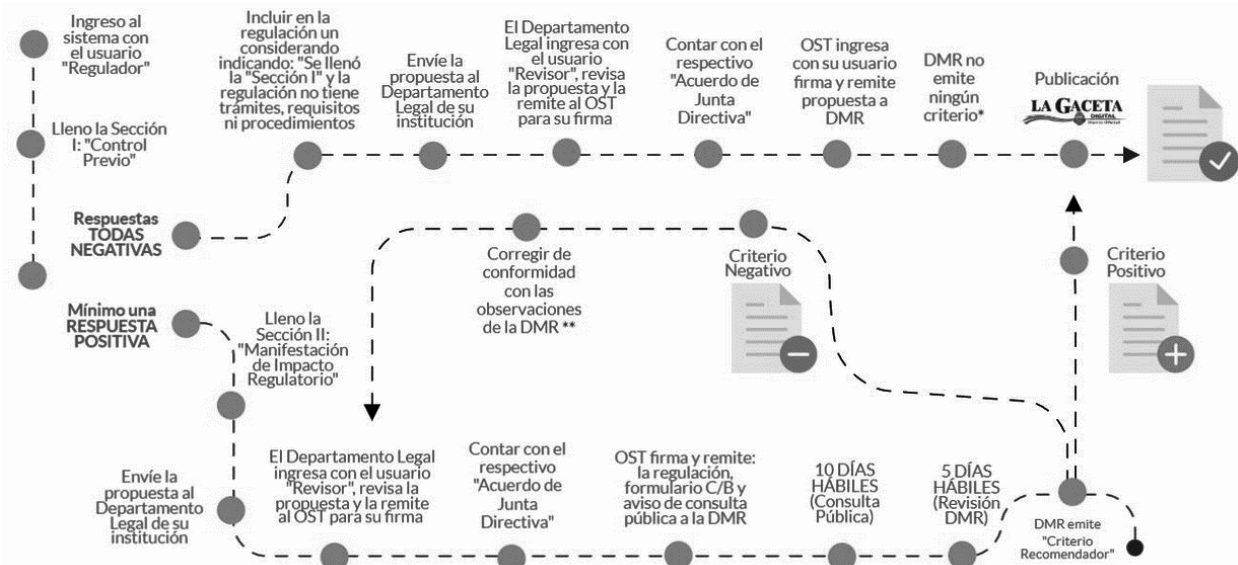 Ingreso al
sistema con
el usuario
"Regulador"
Lleno la Sección
I: "Control
Previo"
Respuestas
TODAS
NEGATIVAS
Mínimo una
RESPUESTA
POSITIVA
Incluir en la
regulación un
considerando
indicando: "Se llenó
la "Sección I" y la
regulación no tiene
trámites, requisitos
ni procedimientos
Envíe la
propuesta al
Departamento
Legal de su
institución
El Departamento
Legal ingresa con
el usuario
"Revisor", revisa
la propuesta y la
remite al OST
para su firma
Contar con el
respectivo
"Acuerdo de
Junta
Directiva"
OST ingresa
con su usuario
firma y remite
propuesta a
DMR
DMR no
emite
ningún
criterio*
Publicación
LA GACETA
DIGITAL
Corregir de
conformidad
con las
observaciones
de la DMR **
Criterio
Negativo
Criterio
Positivo
Lleno la
Sección II:
"Manifestación
de Impacto
Regulatorio"
Envíe la
propuesta al
Departamento
Legal de su
institución
El Departamento Legal
ingresa con el usuario
"Revisor", revisa la
propuesta y la remite
al OST para su firma
Contar con el
respectivo
"Acuerdo de
Junta
Directiva"
OST firma y remite:
la regulación,
formulario C/B y
aviso de consulta
pública a la DMR
10 DÍAS
HÁBILES
(Consulta
Pública)
5 DÍAS
HÁBILES
(Revisión
DMR)
DMR emite
"Criterio
Recomendador"